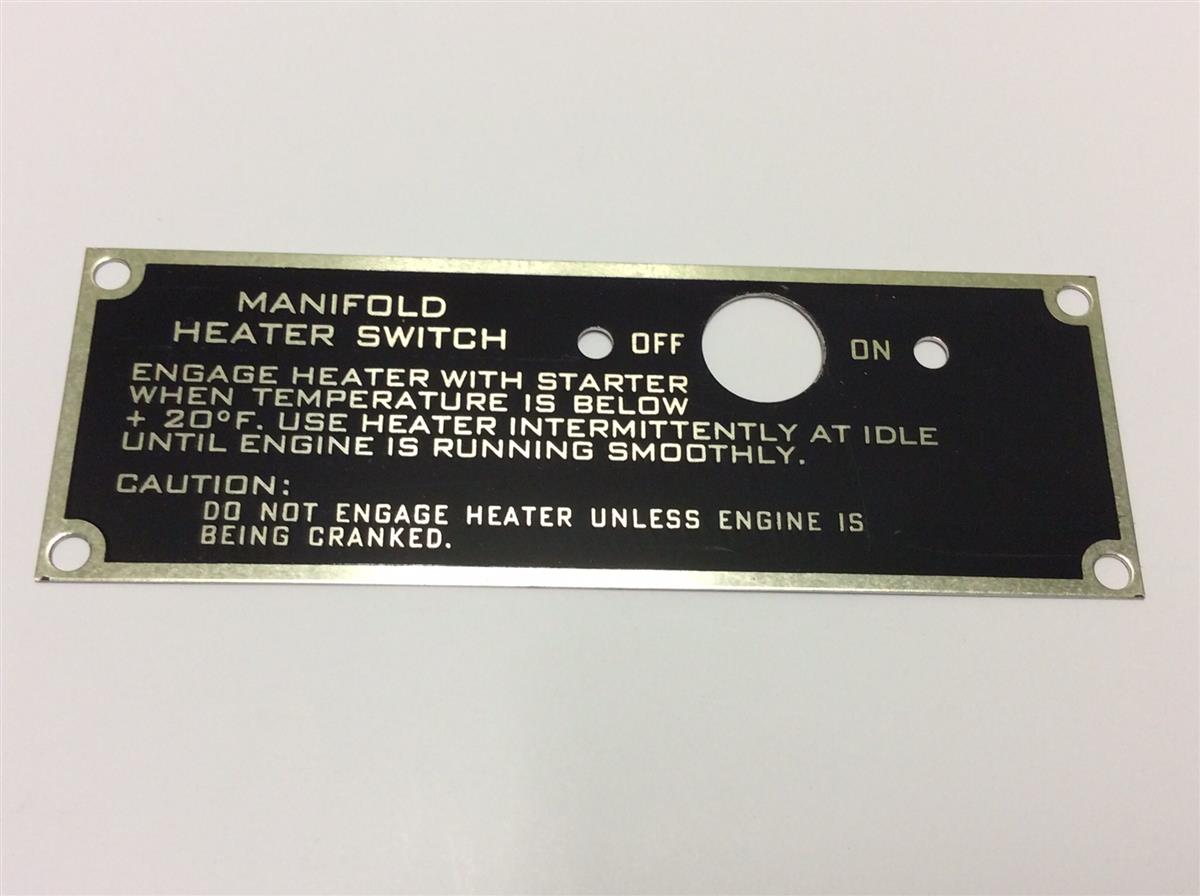 MANIFOLD
HEATER SWITCH
OFF
ON
ENGAGE HEATER WITH STARTER
WHEN TEMPERATURE IS BELOW
+ 20°F. USE HEATER INTERMITTENTLY AT IDLE
UNTIL ENGINE IS RUNNING SMOOTHLY.
CAUTION:
DO NOT ENGAGE HEATER UNLESS ENGINE IS
BEING CRANKED.